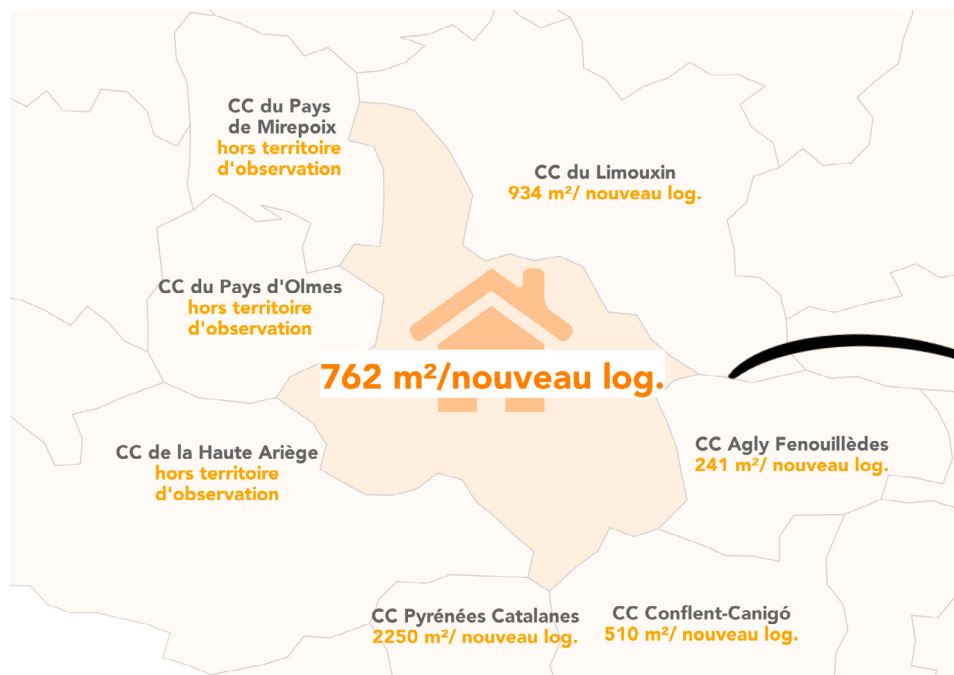 CC du Pays
de Mirepoix
hors territoire
d'observation
CC du Limouxin
934 m²/ nouveau log.
CC du Pays d'Olmes
hors territoire
d'observation
762 m²/nouveau log.
CC de la Haute Ariège
hors territoire
d'observation
CC Agly Fenouillèdes
241 m²/ nouveau log.
CC Pyrénées Catalanes
2250 m²/ nouveau log.
CC Conflent-Canigó
510 m²/ nouveau log.